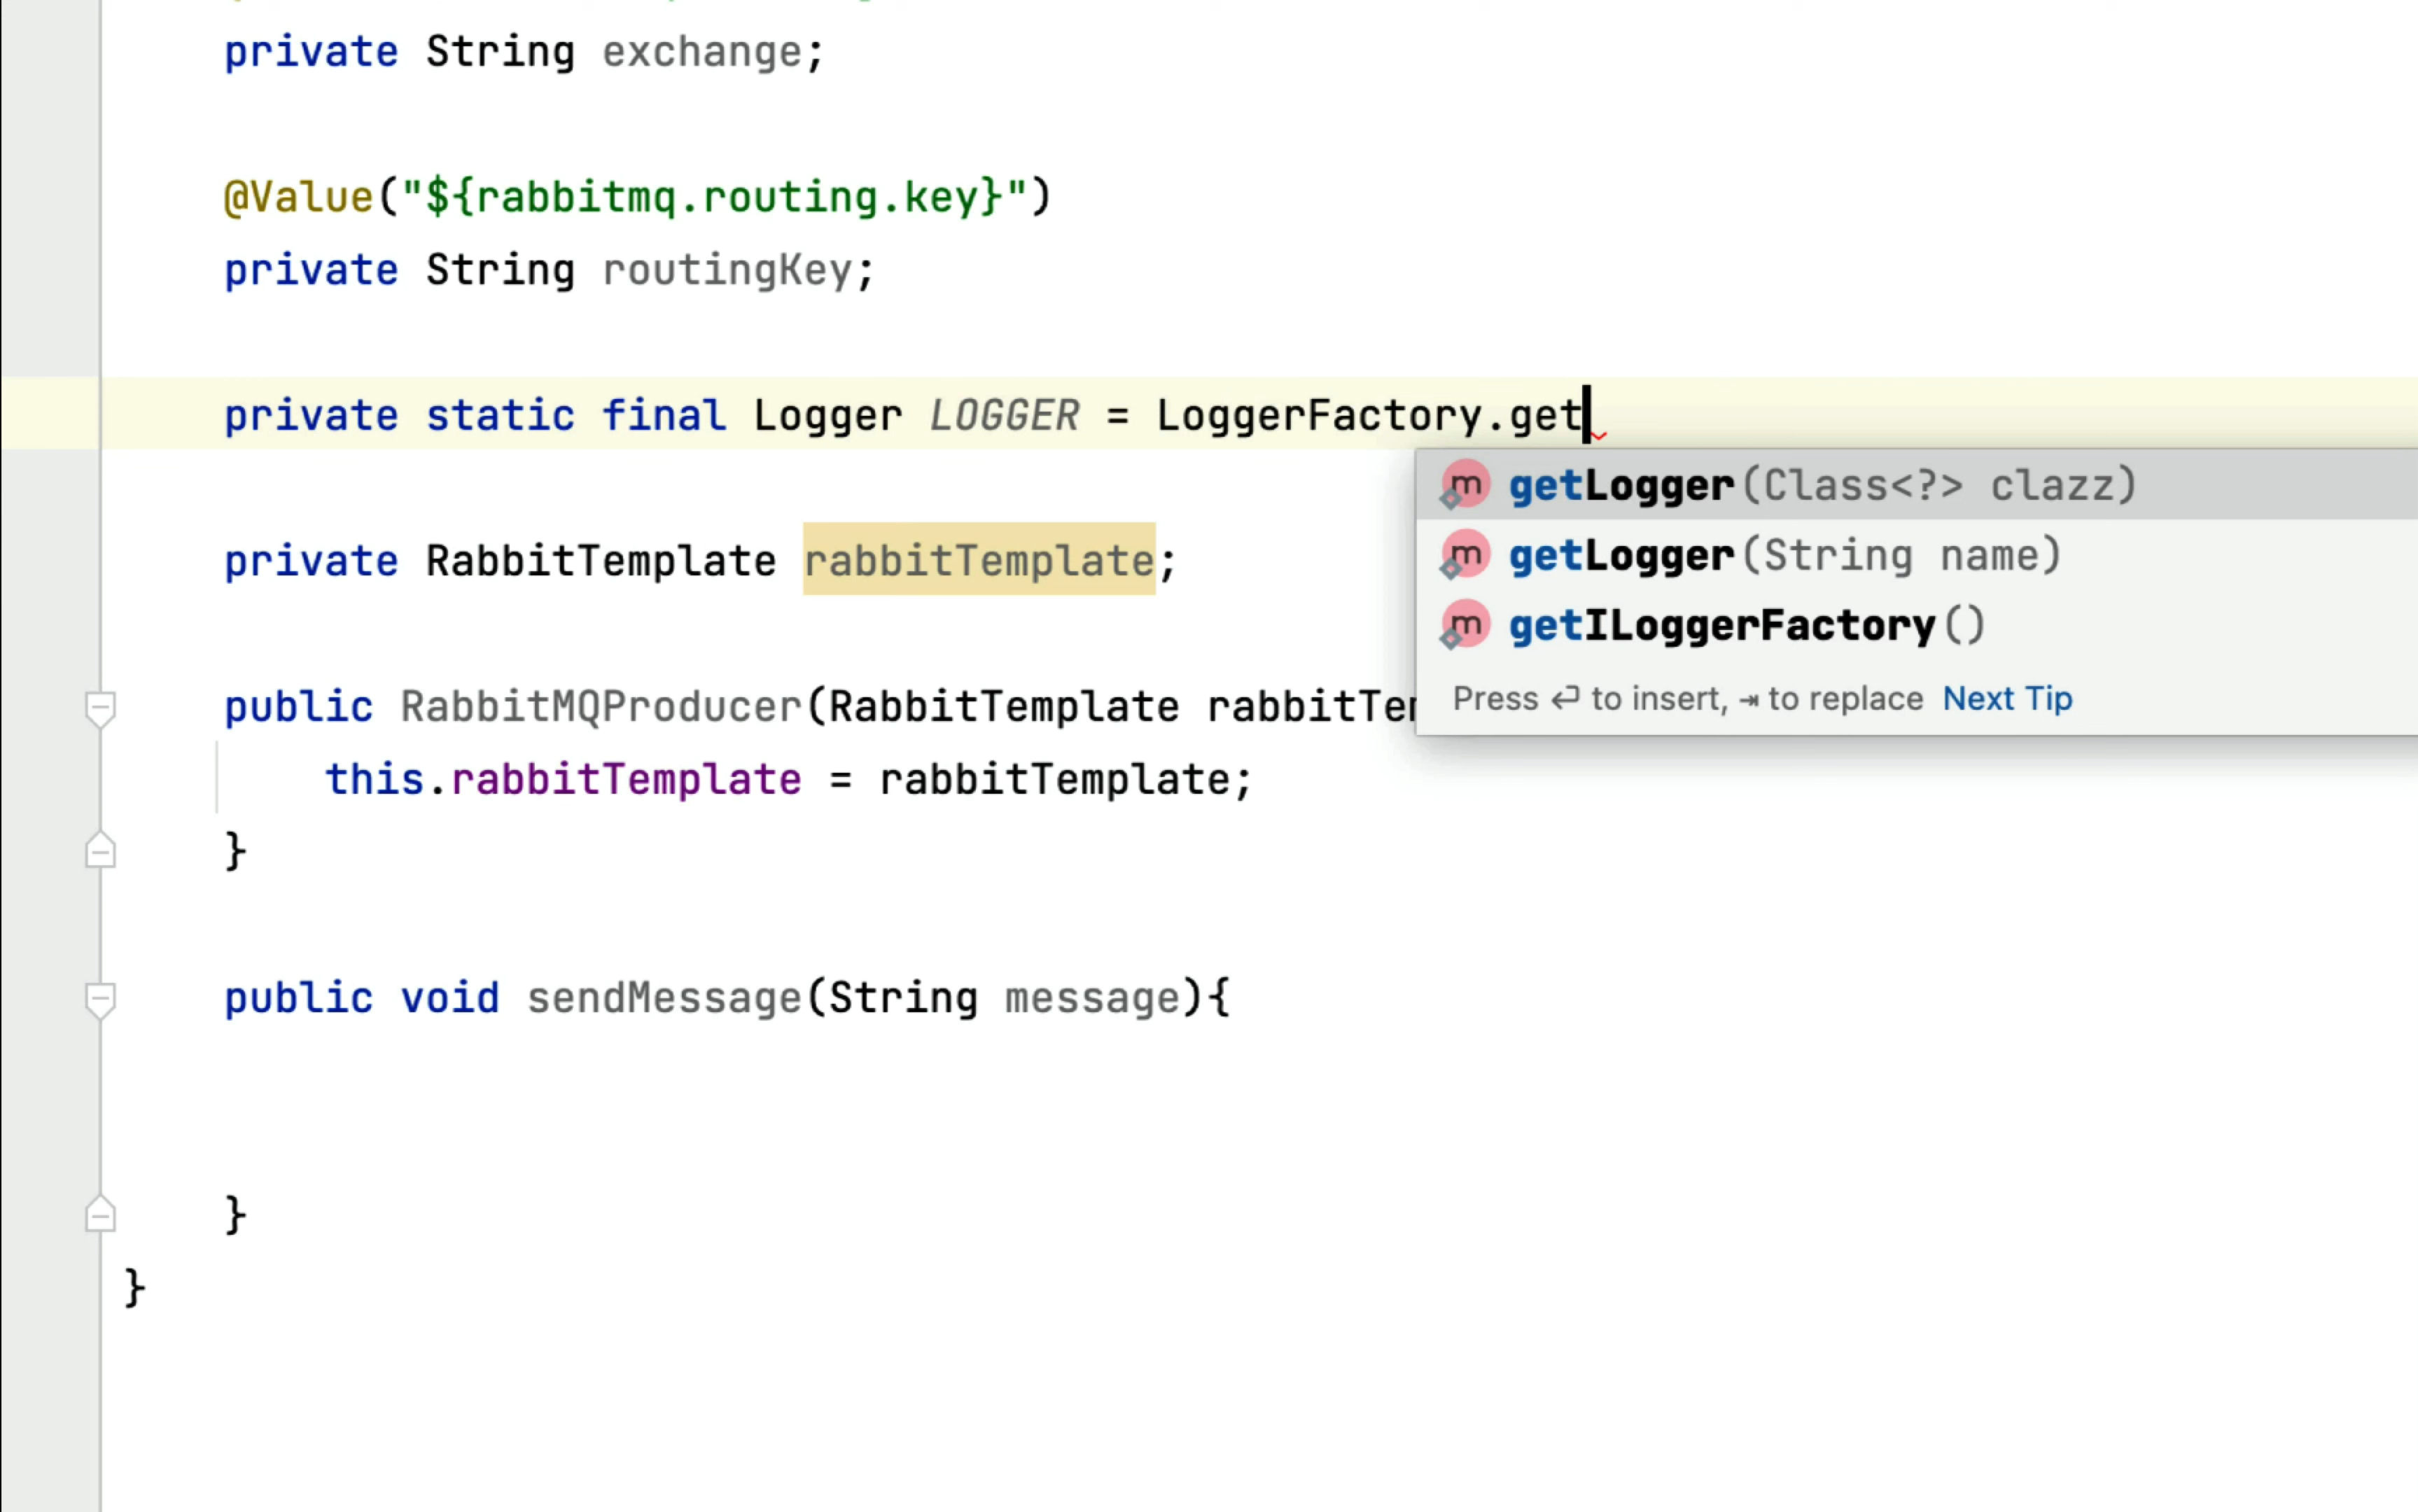 private String exchange;
@Value("${rabbitmq.routing.key}")
private String routingKey;
private static final Logger LOGGER = LoggerFactory.get
getLogger(Class<?> clazz)
getLogger(String name)
getILoggerFactory()
Press ⏎ to insert, ⇥ to replace Next Tip
private RabbitTemplate rabbitTemplate;
public RabbitMQProducer(RabbitTemplate
this.rabbitTemplate = rabbitTemplate;
}
public void sendMessage(String message){
}
}